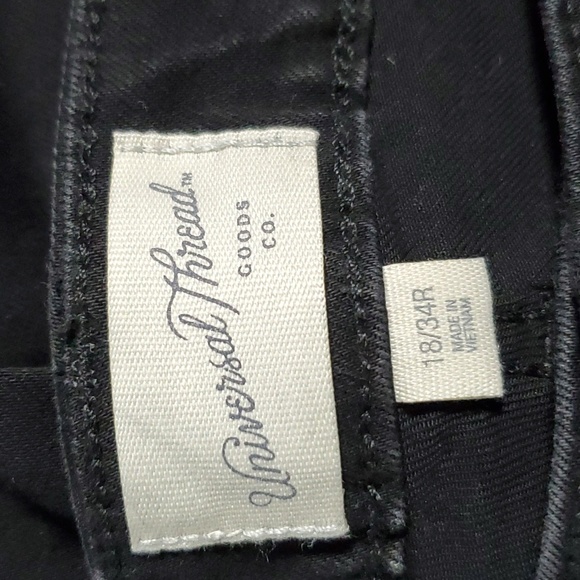 Universal Thread™
GOODS
CO.
18/34R
MADE IN
VIETNAM